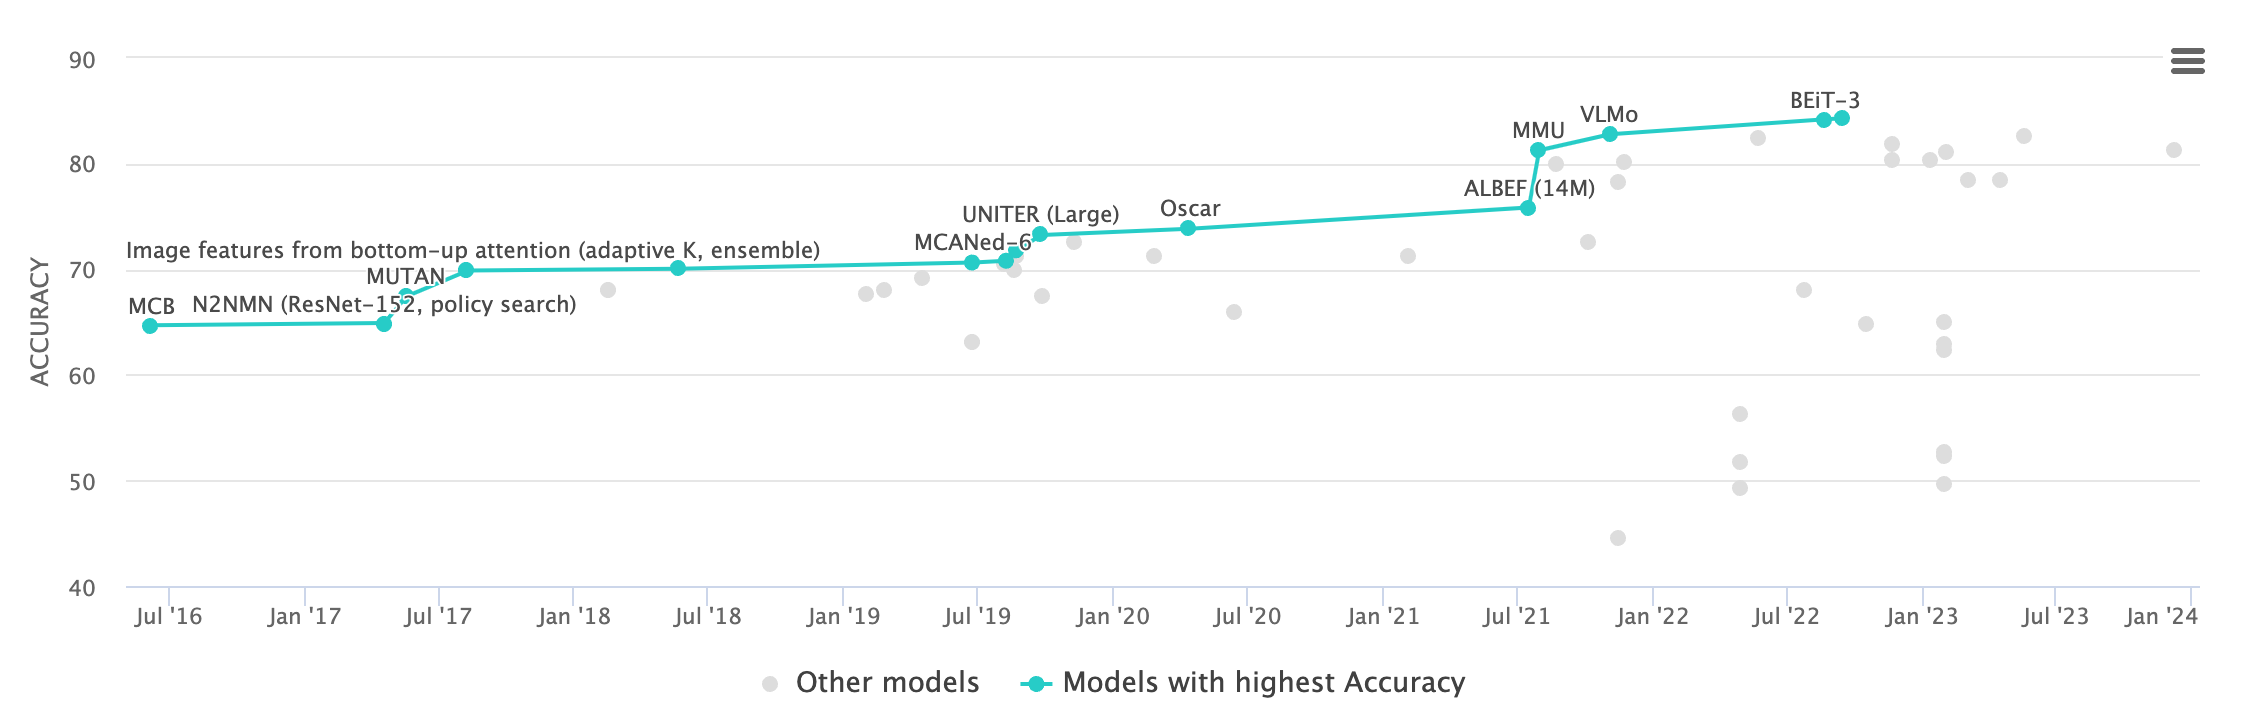 90
80
70
60
50
40
ACCURACY
MCB
N2NMN (ResNet-152, policy search)
MUTAN
Image features from bottom-up attention (adaptive K, ensemble)
MCANed-6
UNITER (Large)
Oscar
ALBEF (14M)
MMU
VLMo
BEiT-3
Jul '16
Jan '17
Jul '17
Jan '18
Jul '18
Jan '19
Jul '19
Jan '20
Jul '20
Jan '21
Jul '21
Jan '22
Jul '22
Jan '23
Jul '23
Jan '24
Other models
Models with highest Accuracy